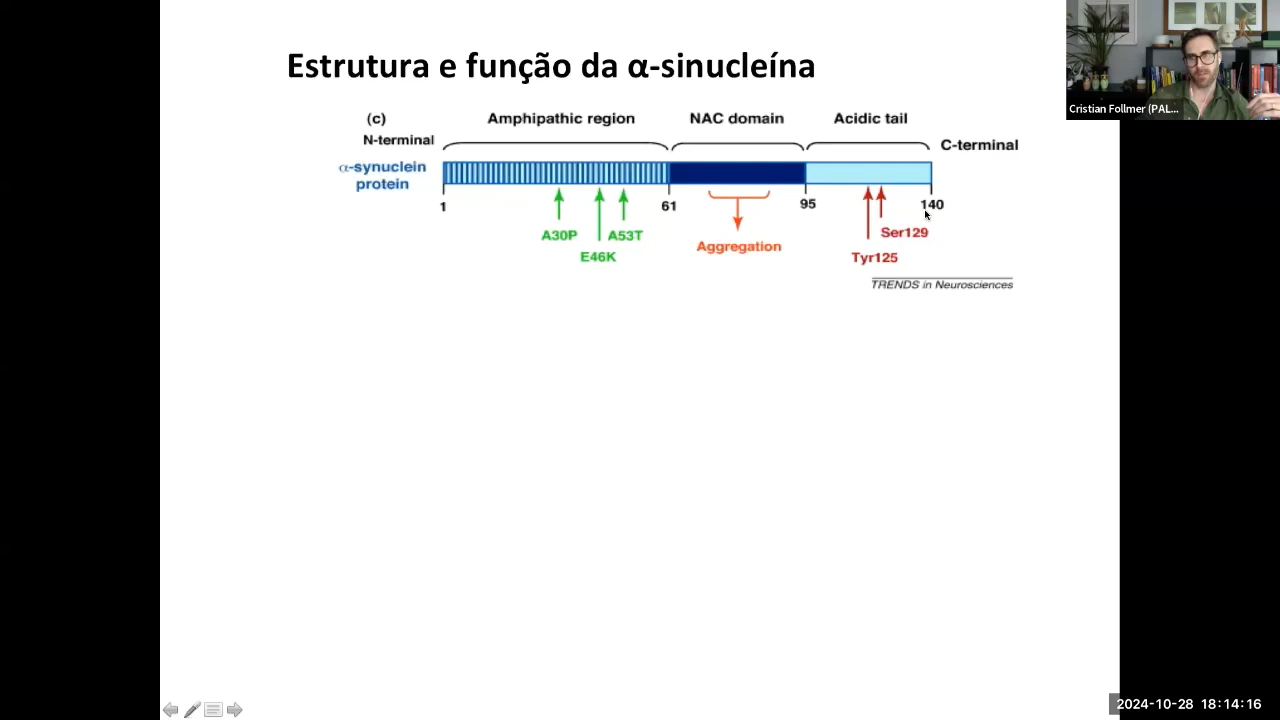 Estrutura e função da α-sinucleína
Cristian Follmer (PAL...
(c)
Amphipathic region
NAC domain
Acidic tail
N-terminal
C-terminal
α-synuclein
protein
1
61
95
140
A30P
E46K
A53T
Aggregation
Ser129
Tyr125
TRENDS in Neurosciences
2024-10-28 18:14:16